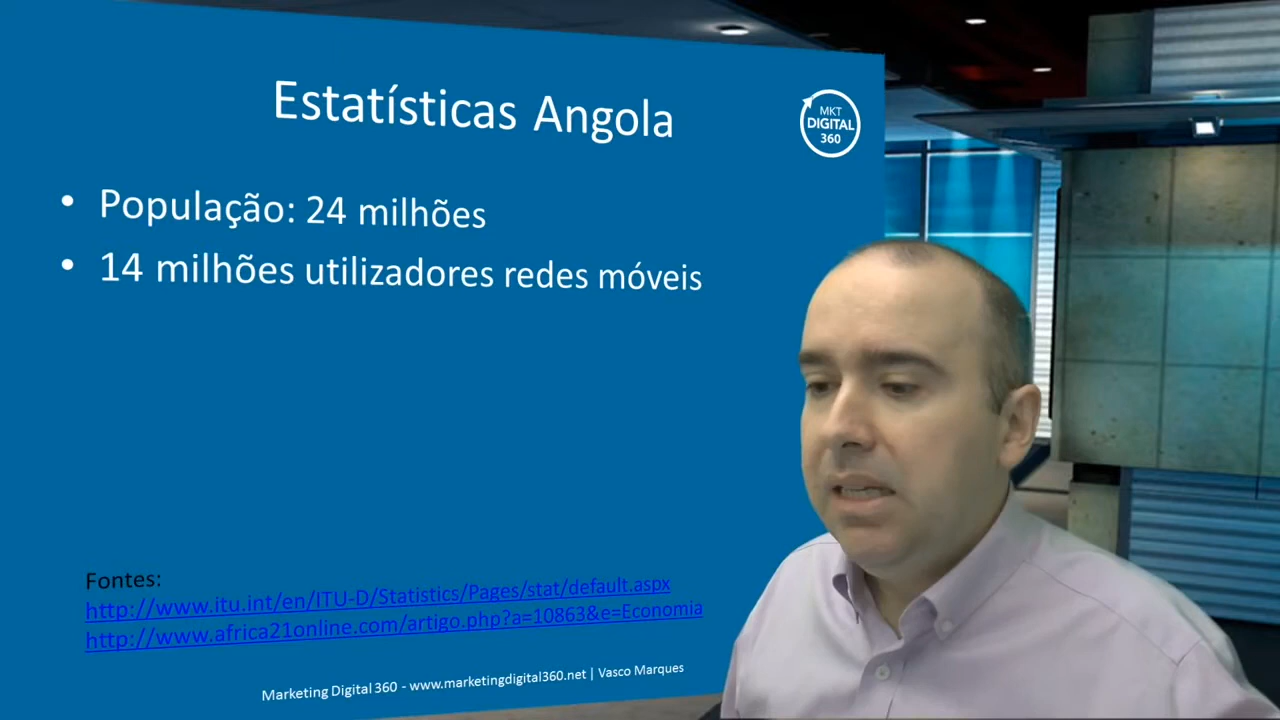 Estatísticas Angola
MKT
DIGITAL
360
• População: 24 milhões
• 14 milhões utilizadores redes móveis
Fontes:
http://www.itu.int/en/ITU-D/Statistics/Pages/stat/default.aspx
http://www.africa21online.com/artigo.php?a=10863&e=Economia
Marketing Digital 360 - www.marketingdigital360.net | Vasco Marques